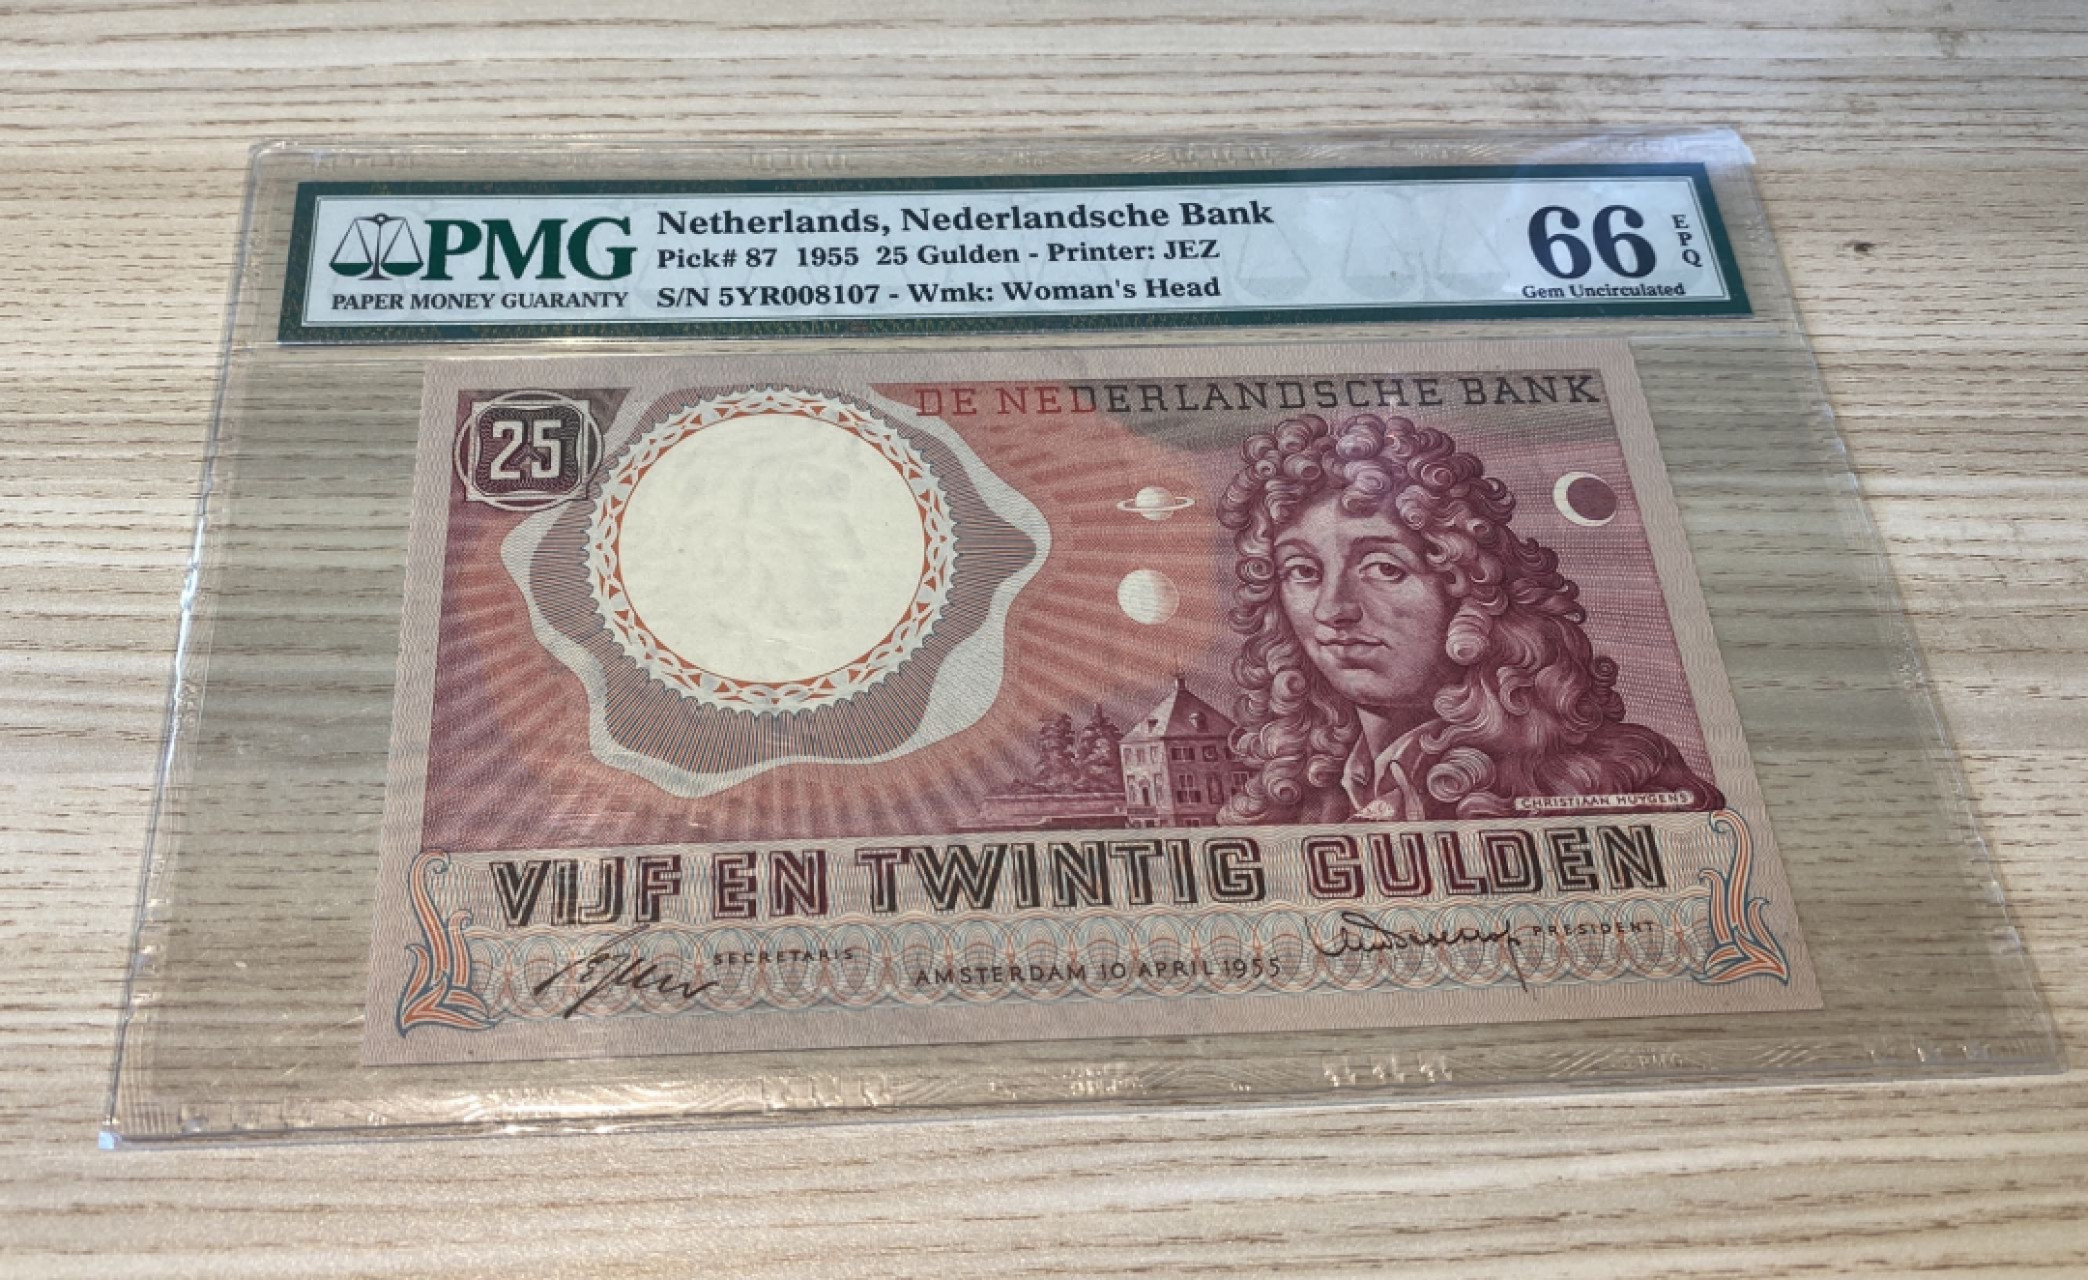 PMG
PAPER MONEY GUARANTY
Netherlands, Nederlandsche Bank
Pick# 87 1955 25 Gulden - Printer: JEZ
S/N 5YR008107 - Wmk: Woman's Head
66
EPQ
Gem Uncirculated
25
DE NEDERLANDSCHE BANK
CHRISTIAAN HUYGENS
VIJF EN TWINTIG GULDEN
SECRETARIS
AMSTERDAM 10 APRIL 1955
PRESIDENT
PMG